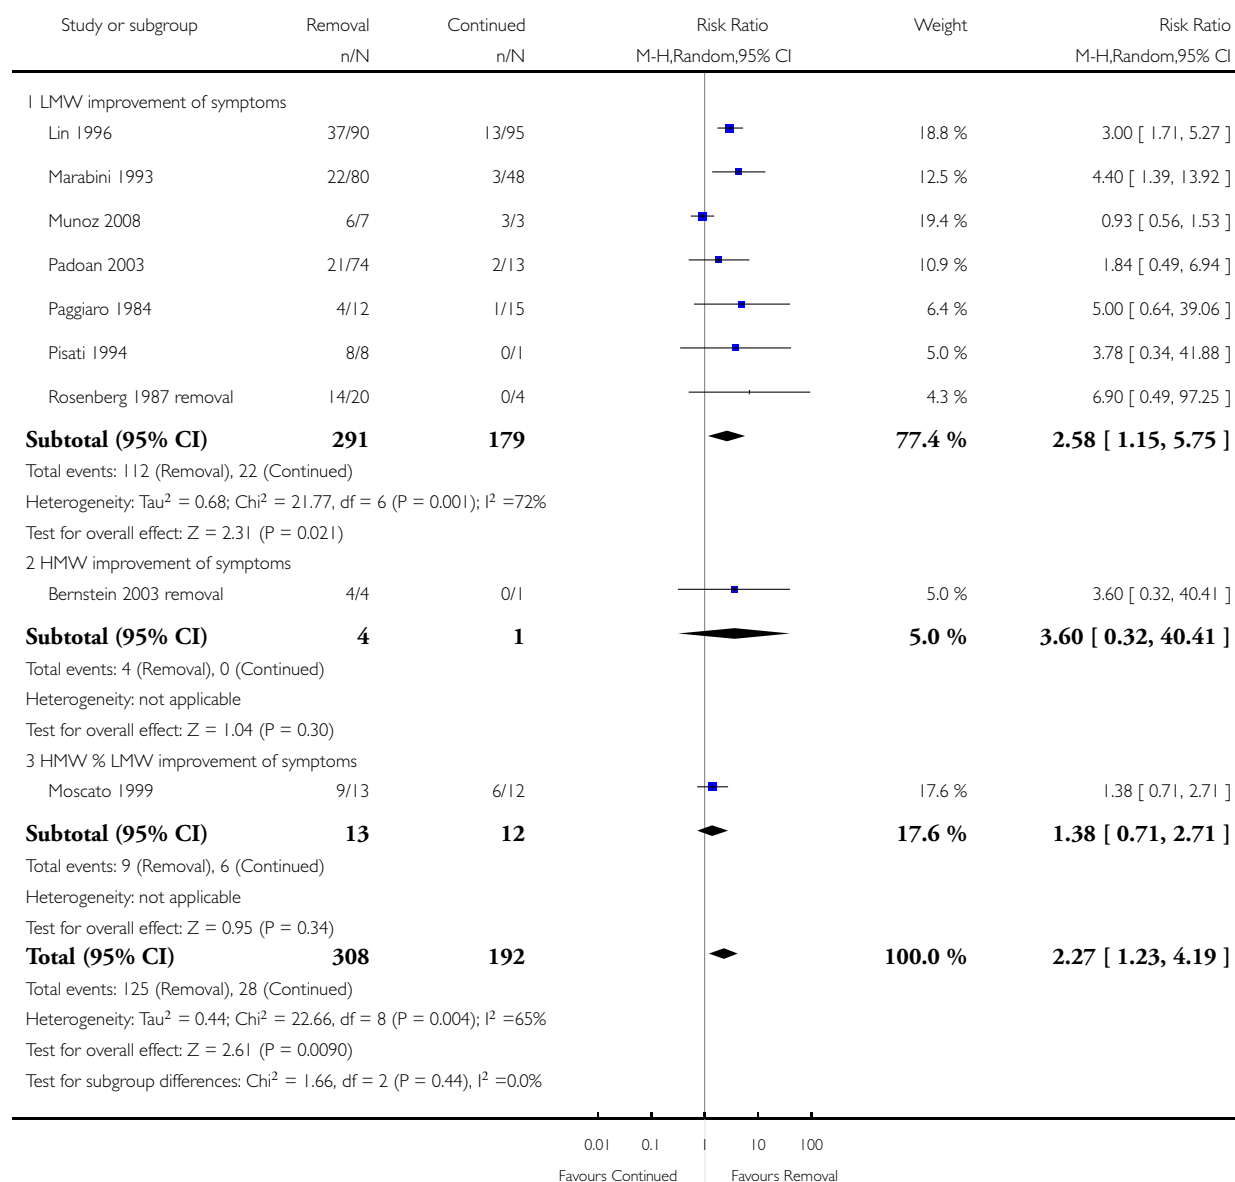 Study or subgroup Removal Continued Risk Ratio Weight Risk Ratio
n/N n/N M-H,Random,95% CI M-H,Random,95% CI
1 LMW improvement of symptoms
Lin 1996 37/90 13/95 18.8 % 3.00 [ 1.71, 5.27 ]
Marabini 1993 22/80 3/48 12.5 % 4.40 [ 1.39, 13.92 ]
Munoz 2008 6/7 3/3 19.4 % 0.93 [ 0.56, 1.53 ]
Padoan 2003 21/74 2/13 10.9 % 1.84 [ 0.49, 6.94 ]
Paggiaro 1984 4/12 1/15 6.4 % 5.00 [ 0.64, 39.06 ]
Pisati 1994 8/8 0/1 5.0 % 3.78 [ 0.34, 41.88 ]
Rosenberg 1987 removal 14/20 0/4 4.3 % 6.90 [ 0.49, 97.25 ]
Subtotal (95% CI) 291 179 77.4 % 2.58 [ 1.15, 5.75 ]
Total events: 112 (Removal), 22 (Continued)
Heterogeneity: Tau² = 0.68; Chi² = 21.77, df = 6 (P = 0.001); I² =72%
Test for overall effect: Z = 2.31 (P = 0.021)
2 HMW improvement of symptoms
Bernstein 2003 removal 4/4 0/1 5.0 % 3.60 [ 0.32, 40.41 ]
Subtotal (95% CI) 4 1 5.0 % 3.60 [ 0.32, 40.41 ]
Total events: 4 (Removal), 0 (Continued)
Heterogeneity: not applicable
Test for overall effect: Z = 1.04 (P = 0.30)
3 HMW % LMW improvement of symptoms
Moscato 1999 9/13 6/12 17.6 % 1.38 [ 0.71, 2.71 ]
Subtotal (95% CI) 13 12 17.6 % 1.38 [ 0.71, 2.71 ]
Total events: 9 (Removal), 6 (Continued)
Heterogeneity: not applicable
Test for overall effect: Z = 0.95 (P = 0.34)
Total (95% CI) 308 192 100.0 % 2.27 [ 1.23, 4.19 ]
Total events: 125 (Removal), 28 (Continued)
Heterogeneity: Tau² = 0.44; Chi² = 22.66, df = 8 (P = 0.004); I² =65%
Test for overall effect: Z = 2.61 (P = 0.0090)
Test for subgroup differences: Chi² = 1.66, df = 2 (P = 0.44), I² =0.0%
0.01 0.1 1 10 100
Favours Continued Favours Removal